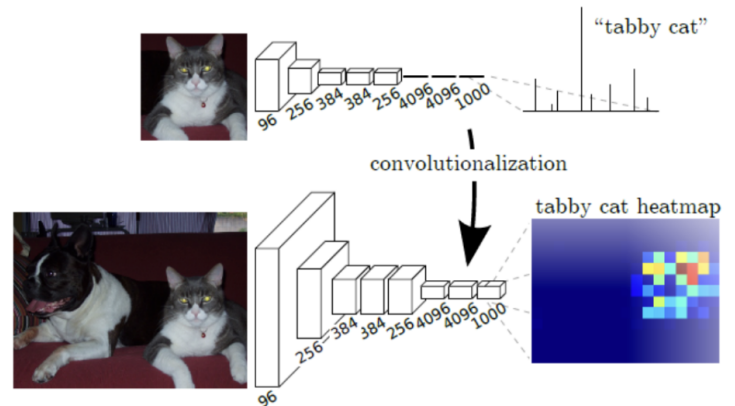 “tabby cat”
96 256 384 384 256 4096 4096 1000
convolutionalization
tabby cat heatmap
96 256 384 384 256 4096 4096 1000